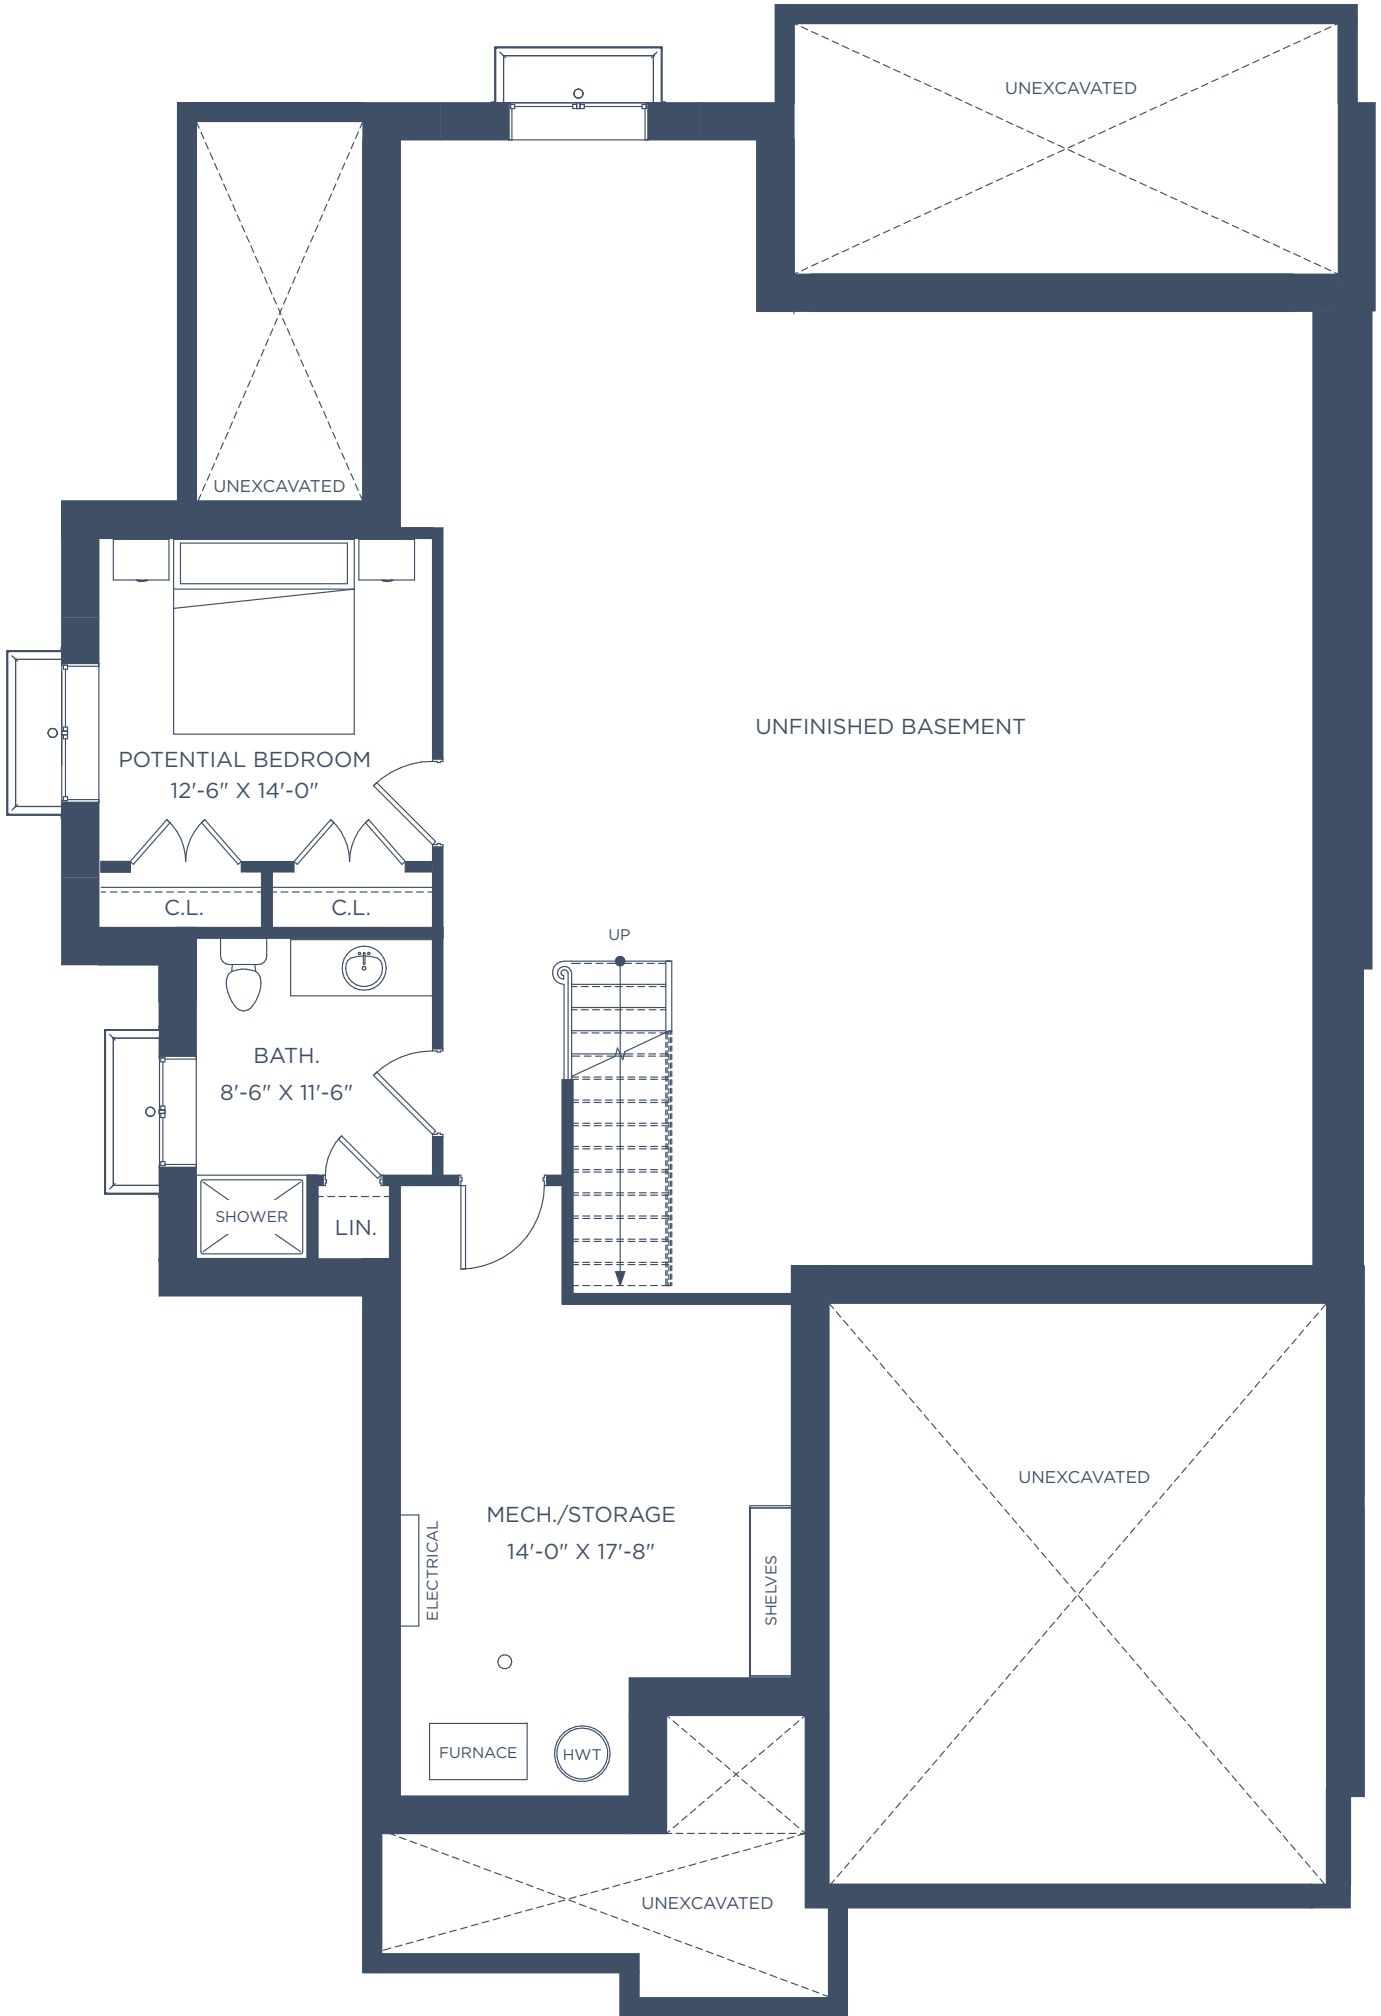 UNEXCAVATED
UNEXCAVATED
UNFINISHED BASEMENT
POTENTIAL BEDROOM
12'-6" X 14'-0"
C.L.
C.L.
UP
BATH.
8'-6" X 11'-6"
SHOWER
LIN.
UNEXCAVATED
MECH./STORAGE
14'-0" X 17'-8"
ELECTRICAL
SHELVES
FURNACE
HWT
UNEXCAVATED